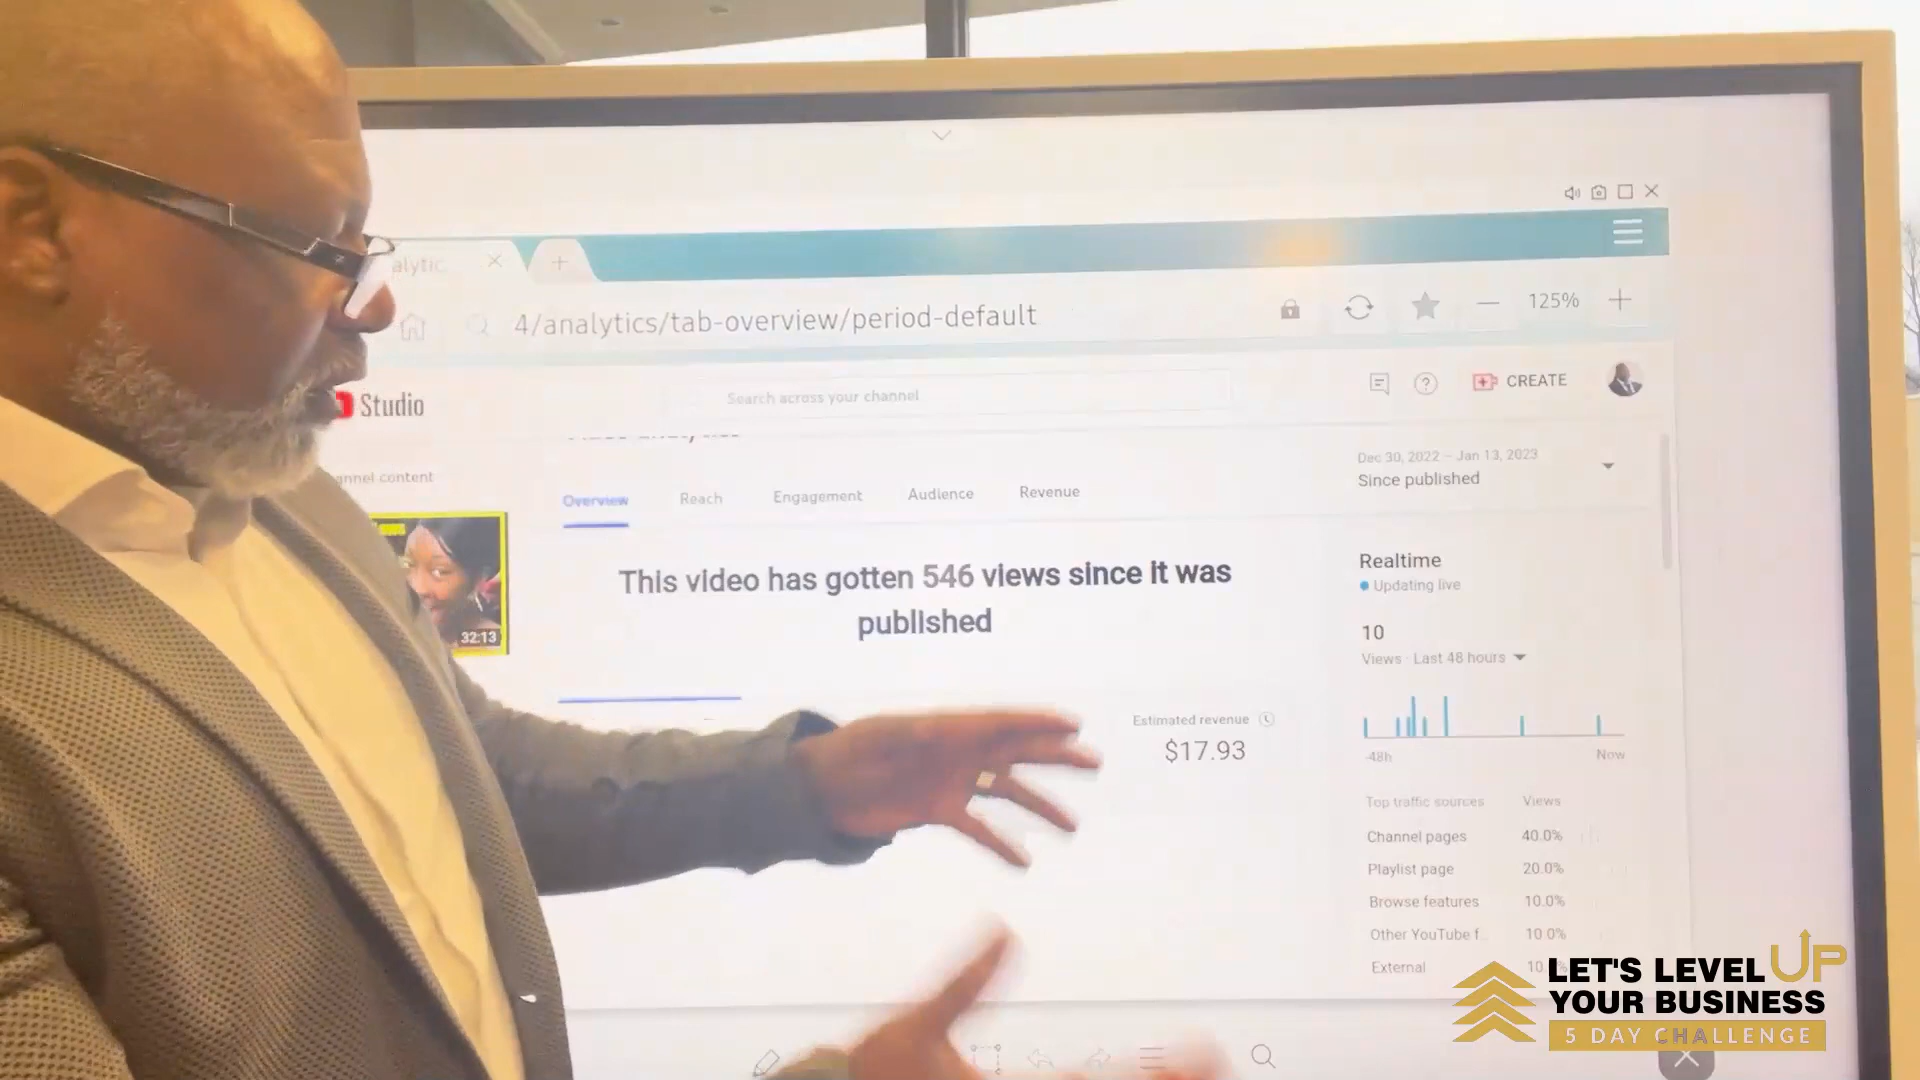 alytic
4/analytics/tab-overview/period-default
125%
Studio
Search across your channel
CREATE
nnel content
Dec 30, 2022 – Jan 13, 2023
Since published
Overview
Reach
Engagement
Audience
Revenue
This video has gotten 546 views since it was
published
32:13
Realtime
Updating live
10
Views · Last 48 hours
Estimated revenue
$17.93
-48h
Now
Top traffic sources Views
Channel pages 40.0%
Playlist page 20.0%
Browse features 10.0%
Other YouTube f... 10.0%
External 10.
LET'S LEVEL UP
YOUR BUSINESS
5 DAY CHALLENGE